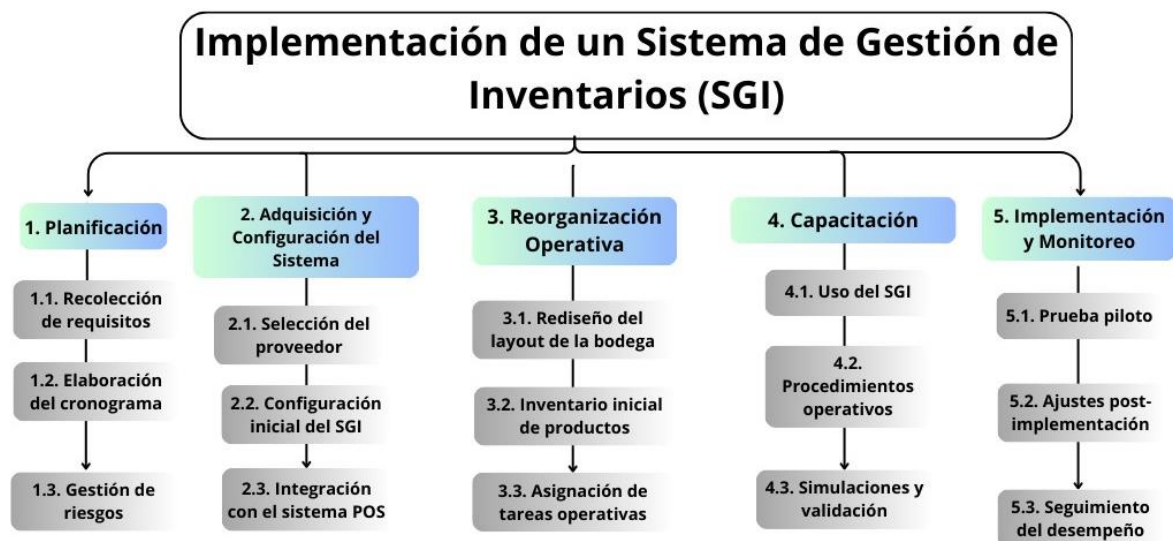 Implementación de un Sistema de Gestión de
Inventarios (SGI)
1. Planificación
1.1. Recolección
de requisitos
1.2. Elaboración
del cronograma
1.3. Gestión de
riesgos
2. Adquisición y
Configuración del
Sistema
2.1. Selección del
proveedor
2.2. Configuración
inicial del SGI
2.3. Integración
con el sistema POS
3. Reorganización
Operativa
3.1. Rediseño del
layout de la bodega
3.2. Inventario inicial
de productos
3.3. Asignación de
tareas operativas
4. Capacitación
4.1. Uso del SGI
4.2.
Procedimientos
operativos
4.3. Simulaciones y
validación
5. Implementación
y Monitoreo
5.1. Prueba piloto
5.2. Ajustes post-
implementación
5.3. Seguimiento
del desempeño